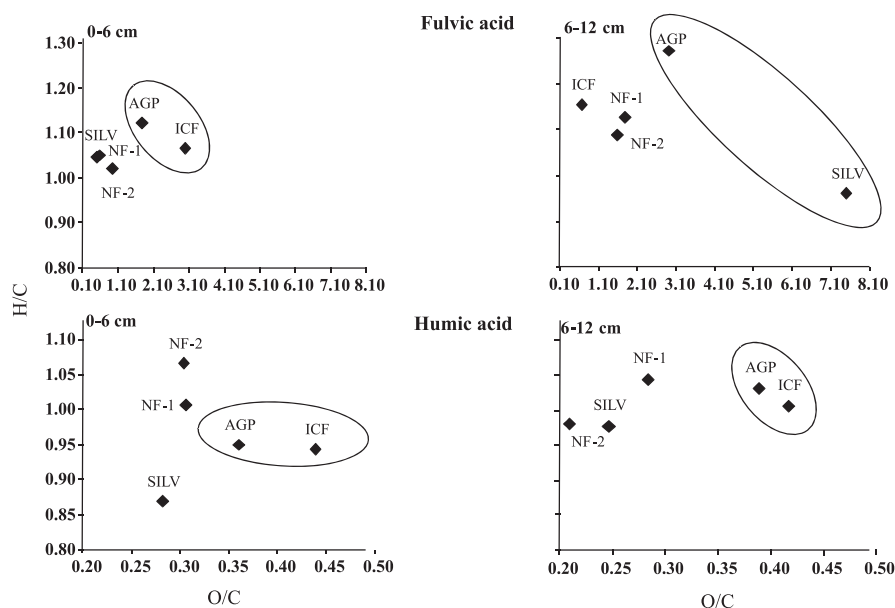 Fulvic acid
0-6 cm
1.30
1.20
1.10
1.00
0.90
0.80
AGP
ICF
SILV
NF-1
NF-2
0.10 1.10 2.10 3.10 4.10 5.10 6.10 7.10 8.10
6-12 cm
AGP
ICF
NF-1
NF-2
SILV
0.10 1.10 2.10 3.10 4.10 5.10 6.10 7.10 8.10
H/C
Humic acid
0-6 cm
1.10
1.05
1.00
0.95
0.90
0.85
0.80
NF-2
NF-1
AGP
ICF
SILV
0.20 0.25 0.30 0.35 0.40 0.45 0.50
O/C
6-12 cm
NF-1
AGP
ICF
SILV
NF-2
0.20 0.25 0.30 0.35 0.40 0.45 0.50
O/C